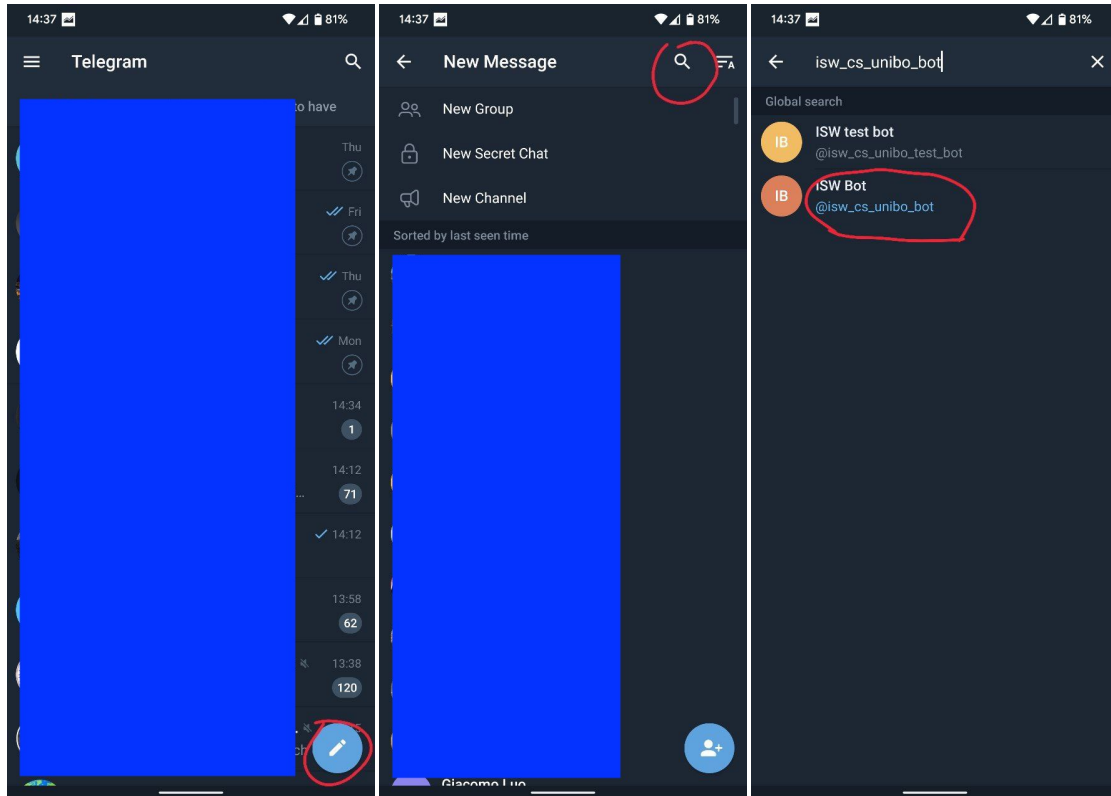 14:37
81%
Telegram
to have
Thu
Fri
Thu
Mon
14:34
1
14:12
...
71
14:12
13:58
62
13:38
120
14:37
81%
New Message
New Group
New Secret Chat
New Channel
Sorted by last seen time
14:37
81%
isw_cs_unibo_bot
Global search
IB
ISW test bot
@isw_cs_unibo_test_bot
IB
ISW Bot
@isw_cs_unibo_bot